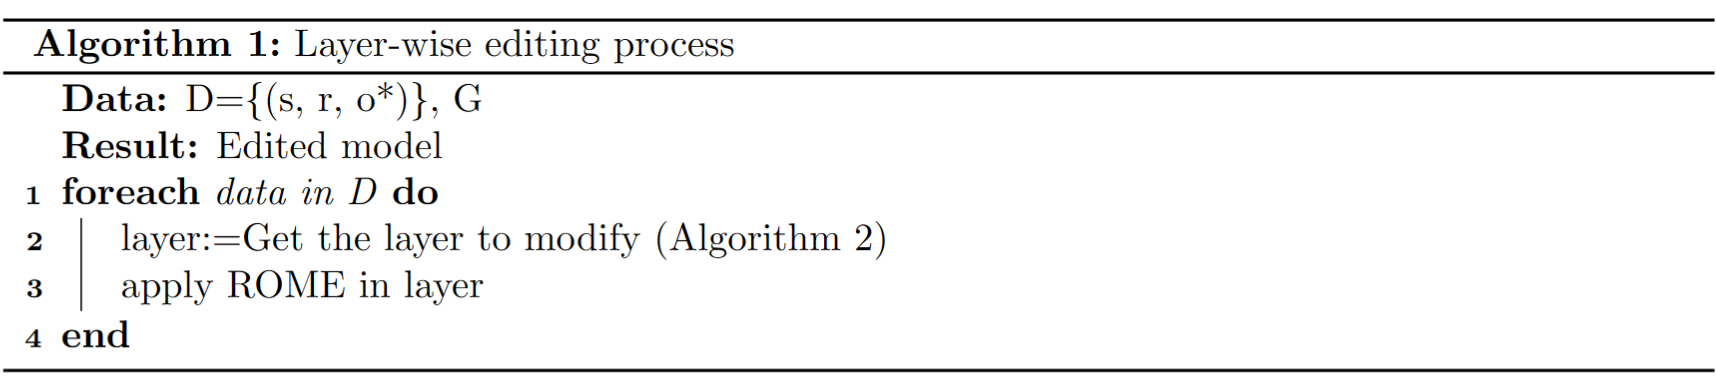 Algorithm 1: Layer-wise editing process
Data: D={(s, r, o*)}, G
Result: Edited model
1 foreach data in D do
2 layer:=Get the layer to modify (Algorithm 2)
3 apply ROME in layer
4 end